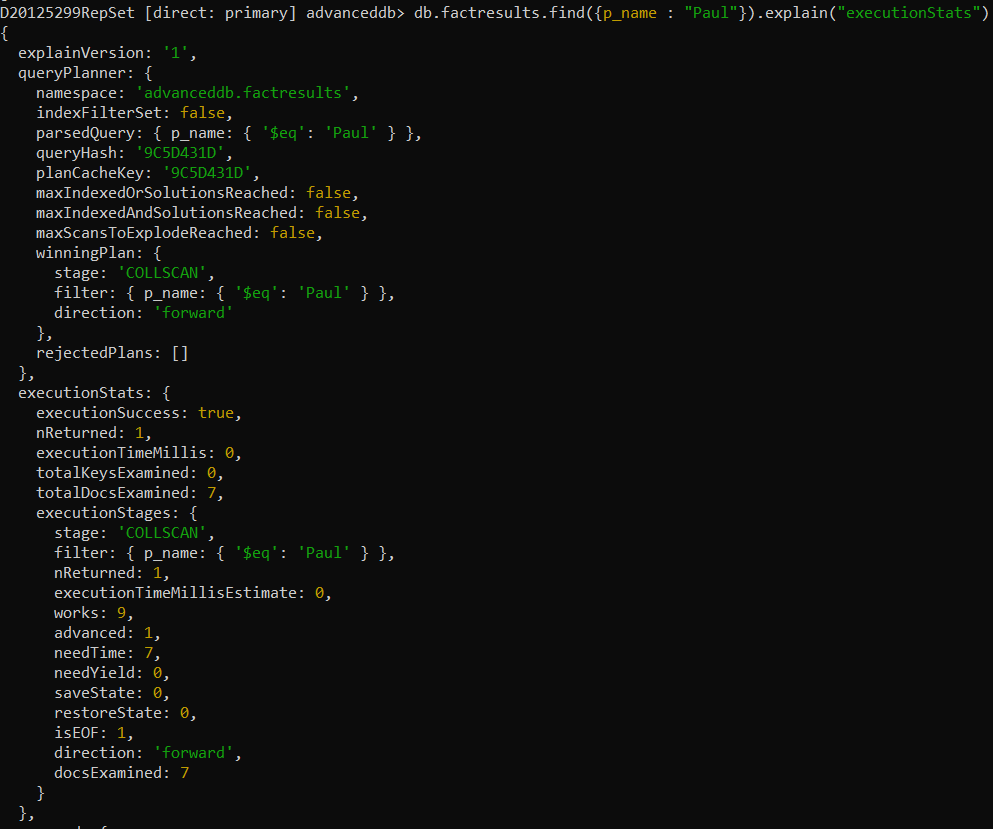 D20125299RepSet [direct: primary] advanceddb> db.factresults.find({p_name : "Paul"}).explain("executionStats")
{
  explainVersion: '1',
  queryPlanner: {
    namespace: 'advanceddb.factresults',
    indexFilterSet: false,
    parsedQuery: { p_name: { '$eq': 'Paul' } },
    queryHash: '9C5D431D',
    planCacheKey: '9C5D431D',
    maxIndexedOrSolutionsReached: false,
    maxIndexedAndSolutionsReached: false,
    maxScansToExplodeReached: false,
    winningPlan: {
      stage: 'COLLSCAN',
      filter: { p_name: { '$eq': 'Paul' } },
      direction: 'forward'
    },
    rejectedPlans: []
  },
  executionStats: {
    executionSuccess: true,
    nReturned: 1,
    executionTimeMillis: 0,
    totalKeysExamined: 0,
    totalDocsExamined: 7,
    executionStages: {
      stage: 'COLLSCAN',
      filter: { p_name: { '$eq': 'Paul' } },
      nReturned: 1,
      executionTimeMillisEstimate: 0,
      works: 9,
      advanced: 1,
      needTime: 7,
      needYield: 0,
      saveState: 0,
      restoreState: 0,
      isEOF: 1,
      direction: 'forward',
      docsExamined: 7
    }
  },